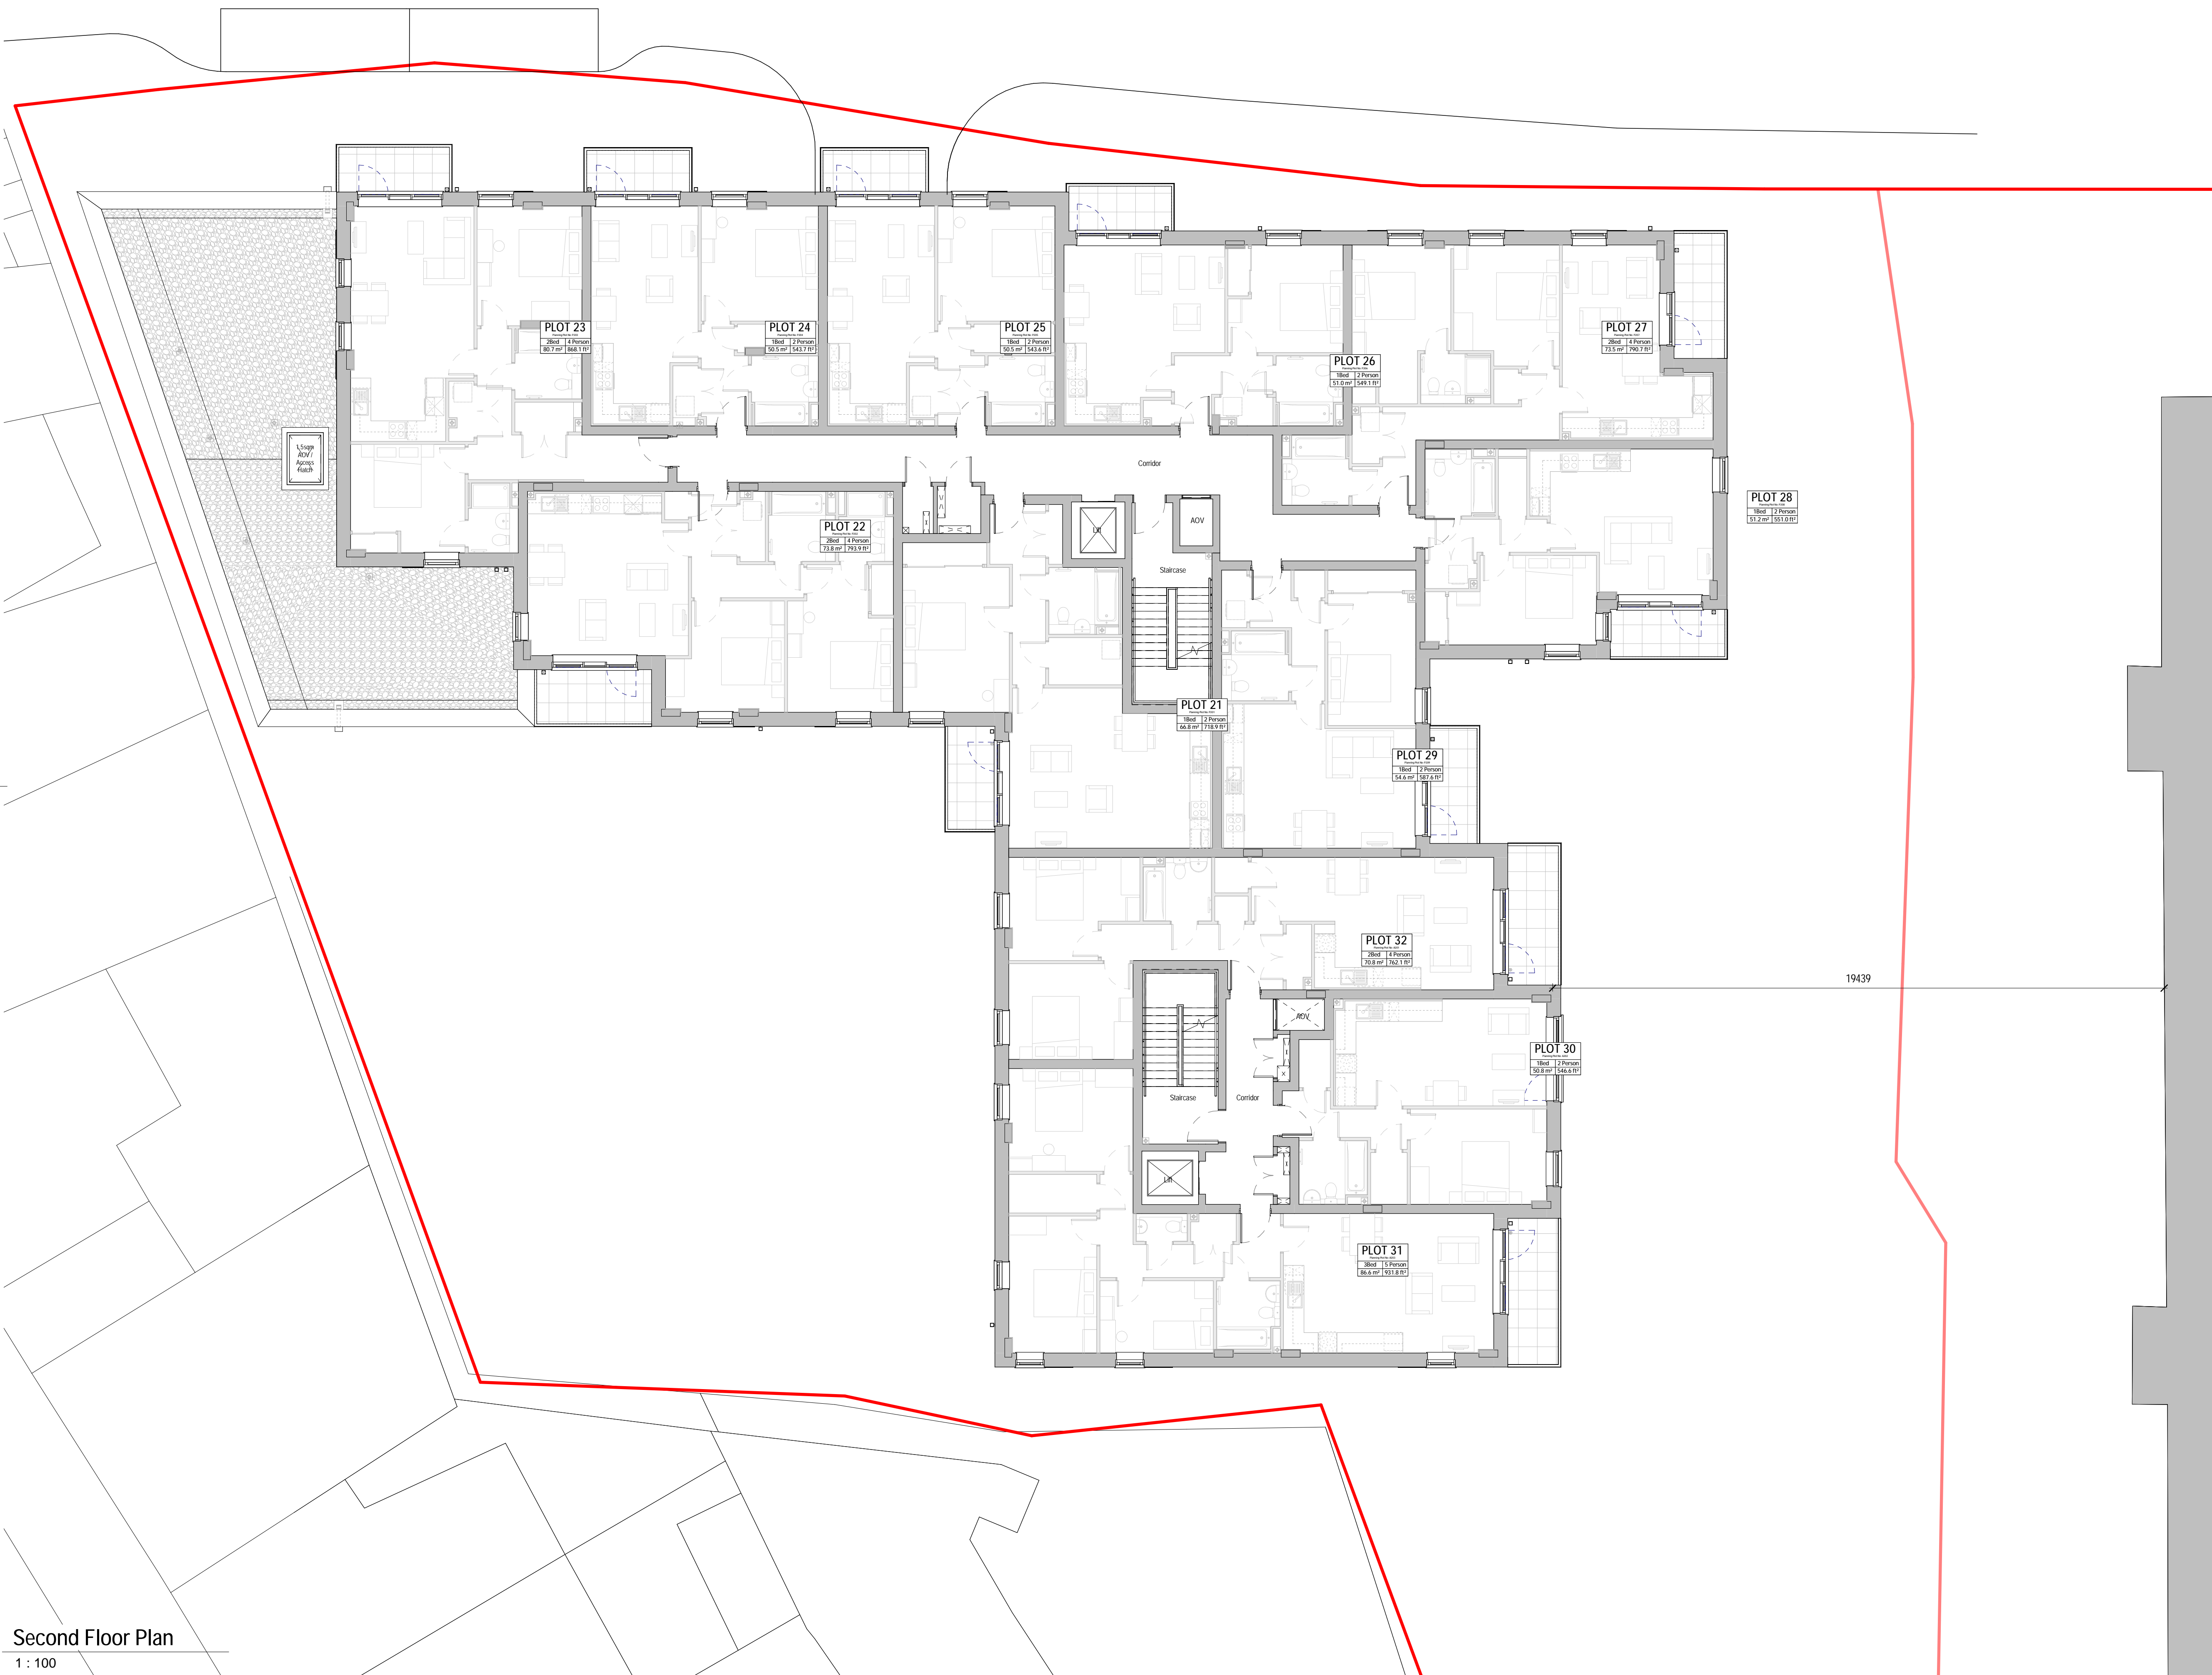 PLOT 23
2Bed 4 Person
80.7 m² 868.1 ft²
PLOT 24
1Bed 2 Person
50.5 m² 543.7 ft²
PLOT 25
1Bed 2 Person
50.5 m² 543.6 ft²
PLOT 26
1Bed 2 Person
51.0 m² 549.1 ft²
PLOT 27
2Bed 4 Person
73.5 m² 790.7 ft²
1.5sqm
AOV /
Access
Hatch
Corridor
PLOT 28
1Bed 2 Person
51.2 m² 551.0 ft²
PLOT 22
2Bed 4 Person
73.8 m² 793.9 ft²
Lift
AOV
Staircase
PLOT 21
1Bed 2 Person
66.8 m² 718.9 ft²
PLOT 29
1Bed 2 Person
54.6 m² 587.6 ft²
PLOT 32
2Bed 4 Person
70.8 m² 762.1 ft²
19439
AOV
PLOT 30
1Bed 2 Person
50.8 m² 546.6 ft²
X
Staircase
Corridor
Lift
PLOT 31
3Bed 5 Person
86.6 m² 931.8 ft²
Second Floor Plan
1 : 100